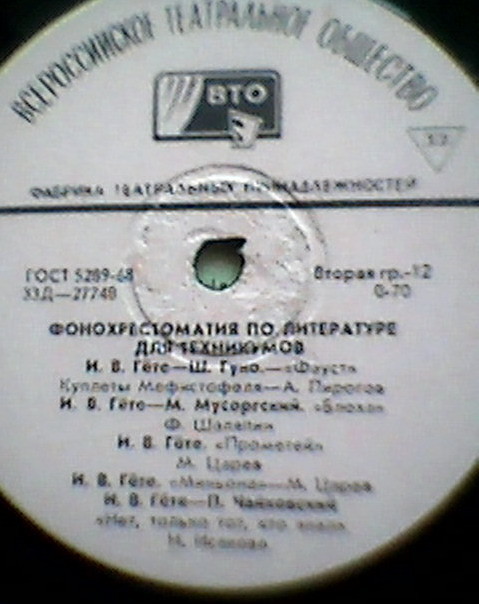 ВСЕРОССИЙСКОЕ ТЕАТРАЛЬНОЕ ОБЩЕСТВО
ВТО
ФАБРИКА ТЕАТРАЛЬНЫХ ПРИНАДЛЕЖНОСТЕЙ
ГОСТ 5289-68
33Д—27748
Вторая гр.-12
0-70
ФОНОХРЕСТОМАТИЯ ПО ЛИТЕРАТУРЕ
ДЛЯ ТЕХНИКУМОВ
И. В. Гёте—Ш. Гуно.—«Фауст»
Куплеты Мефистофеля—А. Пирогов
И. В. Гёте—М. Мусоргский. «Блоха»
Ф. Шаляпин
И. В. Гёте. «Прометей»
М. Царев
И. В. Гёте. «Миньона»—М. Царев
И. В. Гёте—П. Чайковский
«Нет, только тот, кто знал»
Н. Исакова